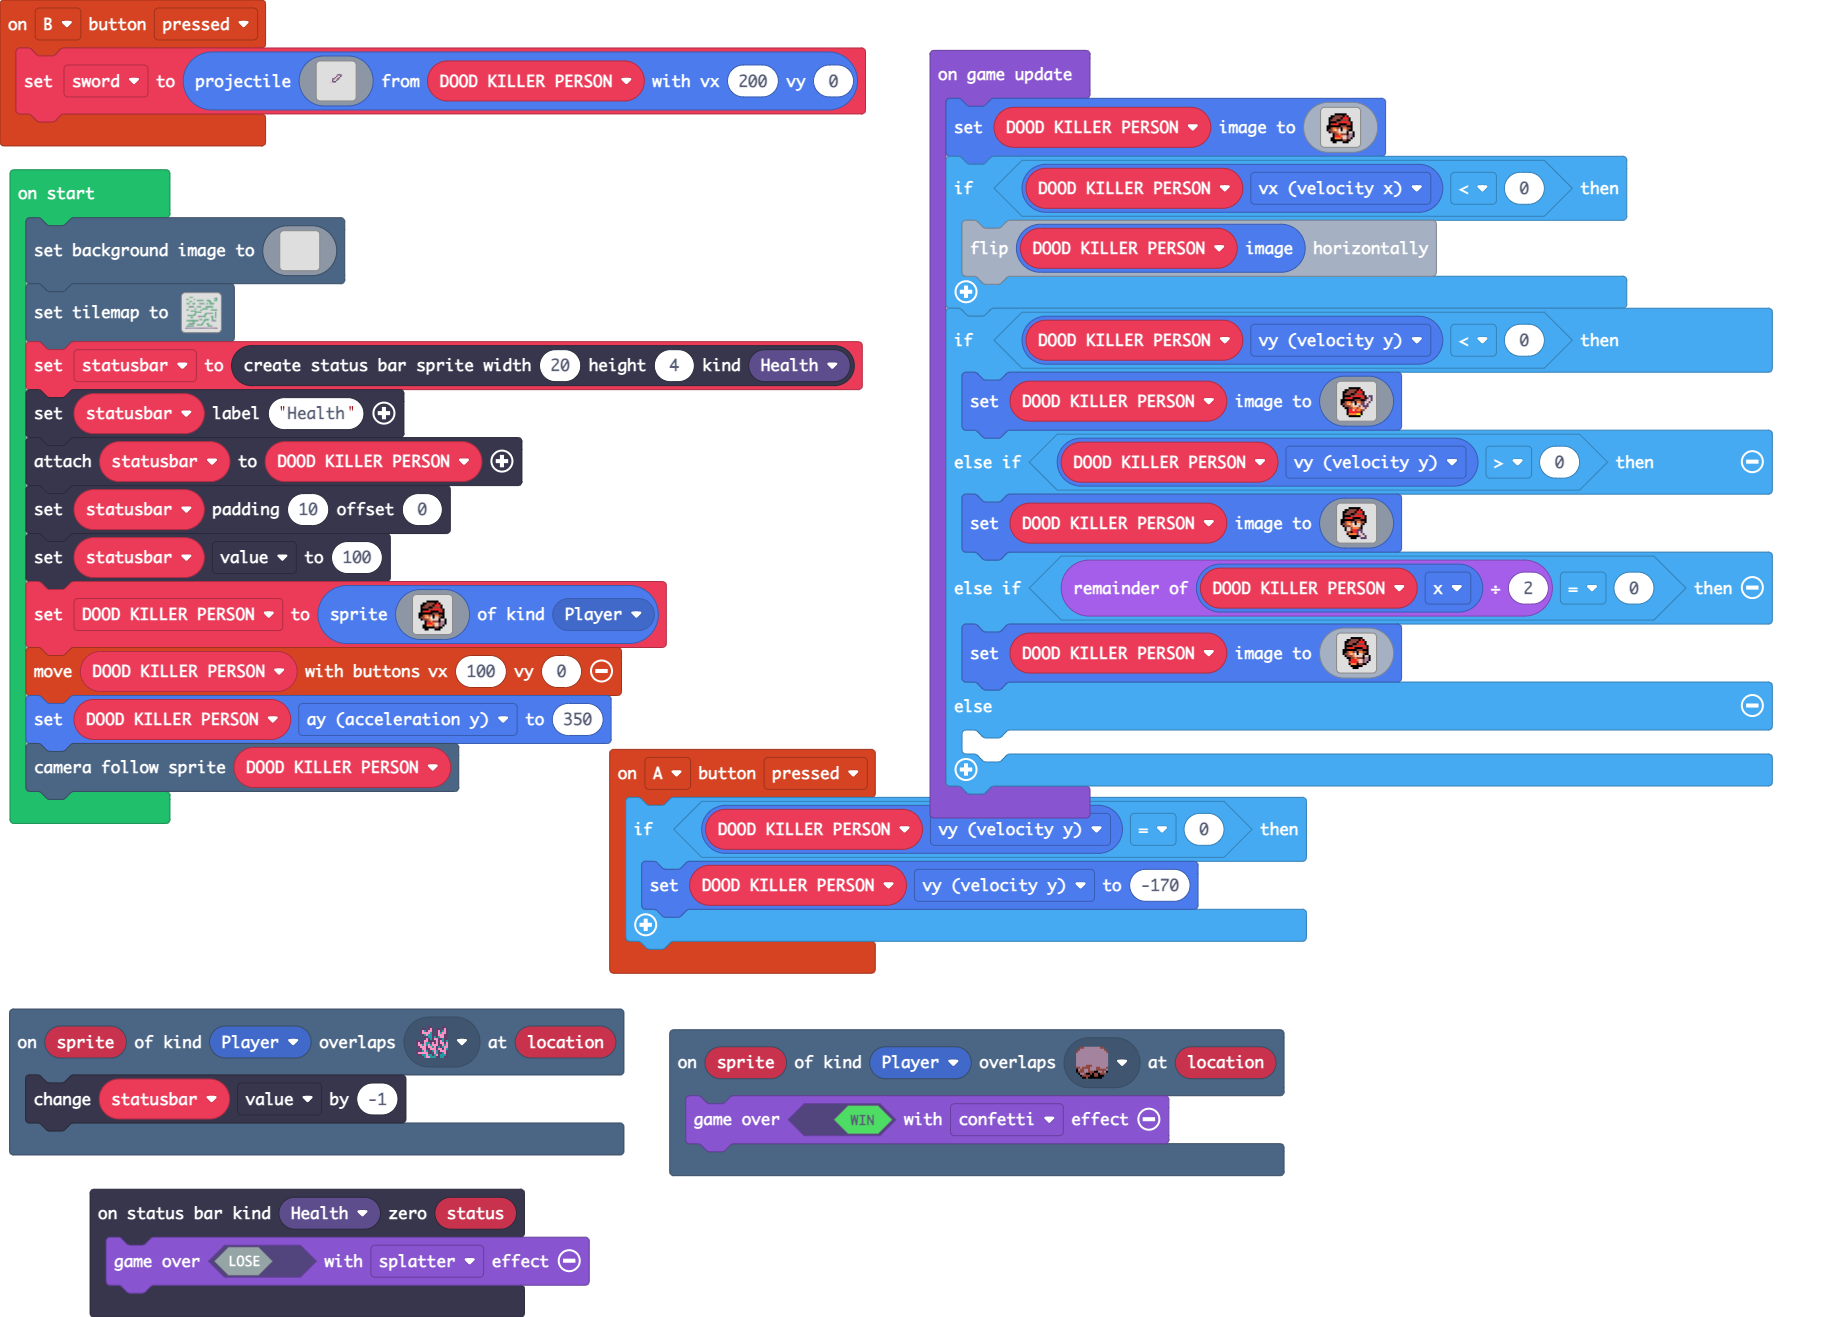 on B button pressed
set sword to projectile from DOOD KILLER PERSON with vx 200 vy 0
on start
set background image to
set tilemap to
set statusbar to create status bar sprite width 20 height 4 kind Health
set statusbar label "Health"
attach statusbar to DOOD KILLER PERSON
set statusbar padding 10 offset 0
set statusbar value to 100
set DOOD KILLER PERSON to sprite of kind Player
move DOOD KILLER PERSON with buttons vx 100 vy 0
set DOOD KILLER PERSON ay (acceleration y) to 350
camera follow sprite DOOD KILLER PERSON
on game update
set DOOD KILLER PERSON image to
if DOOD KILLER PERSON vx (velocity x) < 0 then
flip DOOD KILLER PERSON image horizontally
if DOOD KILLER PERSON vy (velocity y) < 0 then
set DOOD KILLER PERSON image to
else if DOOD KILLER PERSON vy (velocity y) > 0 then
set DOOD KILLER PERSON image to
else if remainder of DOOD KILLER PERSON x ÷ 2 = 0 then
set DOOD KILLER PERSON image to
else
on A button pressed
if DOOD KILLER PERSON vy (velocity y) = 0 then
set DOOD KILLER PERSON vy (velocity y) to -170
on sprite of kind Player overlaps at location
change statusbar value by -1
on sprite of kind Player overlaps at location
game over WIN with confetti effect
on status bar kind Health zero status
game over LOSE with splatter effect